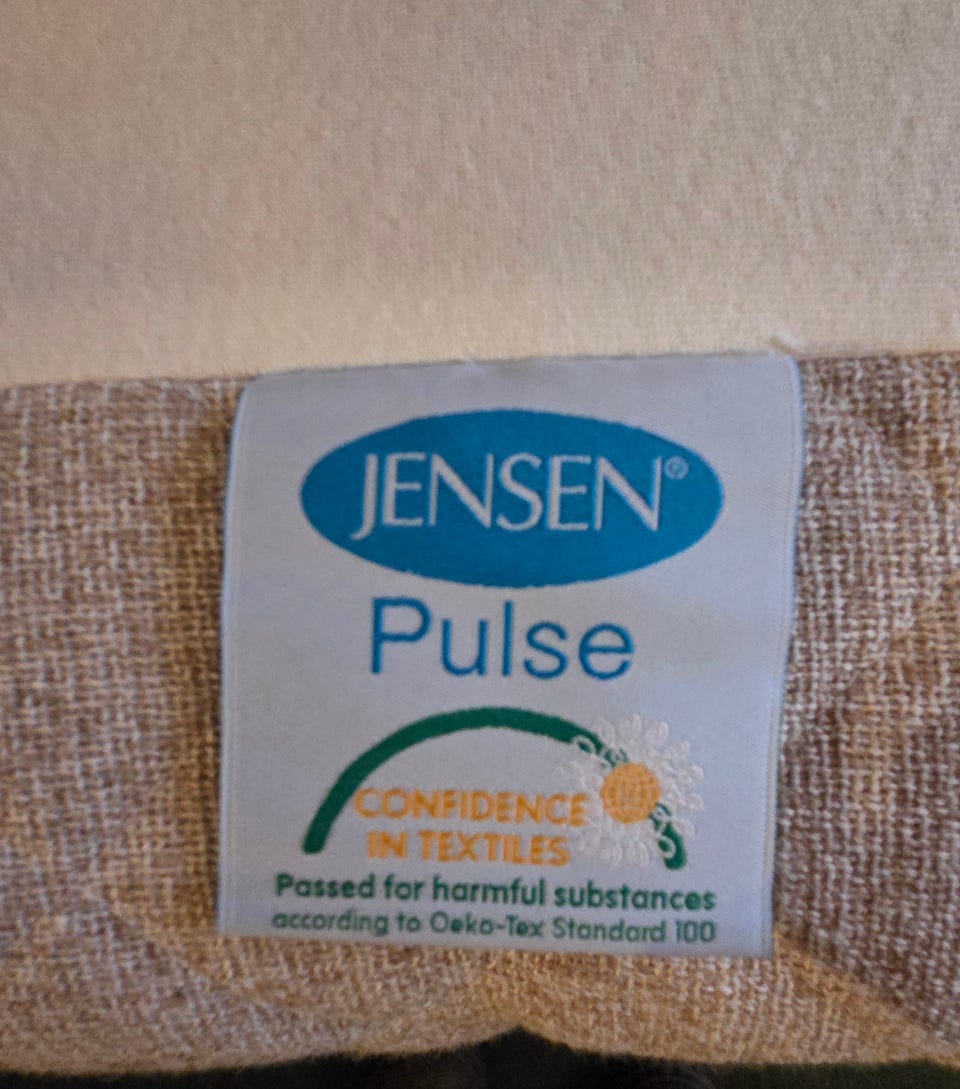 JENSEN®
Pulse
CONFIDENCE
IN TEXTILES
Passed for harmful substances
according to Oeko-Tex Standard 100